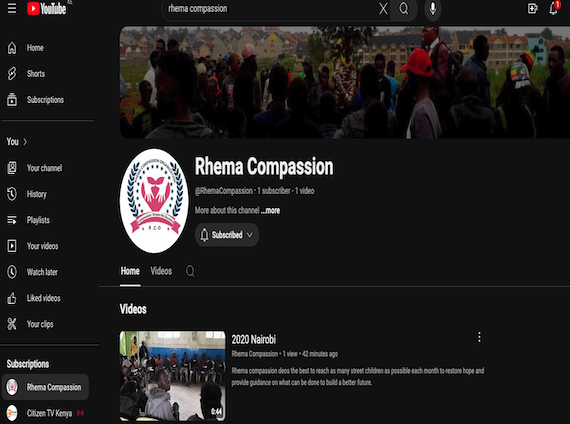 YouTube
rhema compassion
1
Home
Shorts
Subscriptions
You
Your channel
History
Playlists
Your videos
Watch later
Liked videos
Your clips
Subscriptions
Rhema Compassion
Citizen TV Kenya
Rhema Compassion
@RhemaCompassion • 1 subscriber • 1 video
More about this channel ...more
Subscribed
Home Videos
Videos
0:44
2020 Nairobi
Rhema Compassion • 1 view • 42 minutes ago
Rhema compassion deos the best to reach as many street children as possible each month to restore hope and
provide guidance on what can be done to build a better future.
R.C.O